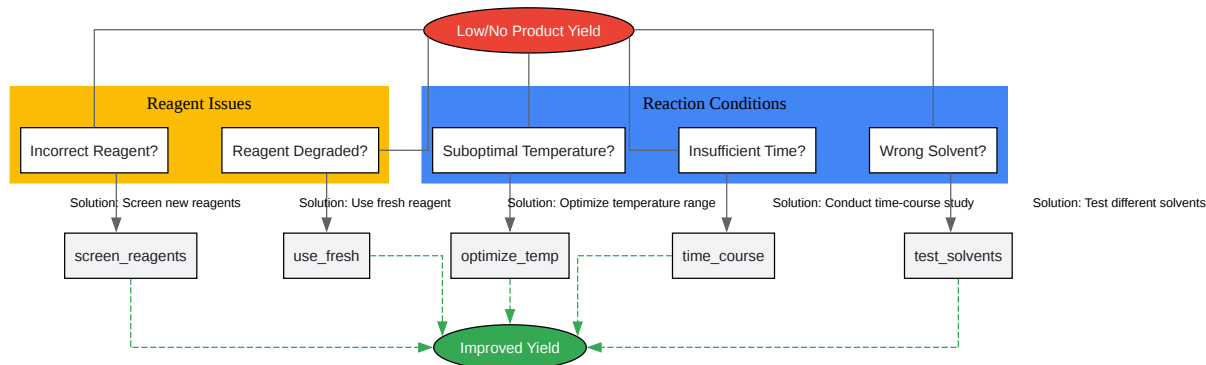 Low/No Product Yield
Reagent Issues
Reaction Conditions
Incorrect Reagent?
Reagent Degraded?
Suboptimal Temperature?
Insufficient Time?
Wrong Solvent?
Solution: Screen new reagents
Solution: Use fresh reagent
Solution: Optimize temperature range
Solution: Conduct time-course study
Solution: Test different solvents
screen_reagents
use_fresh
optimize_temp
time_course
test_solvents
Improved Yield